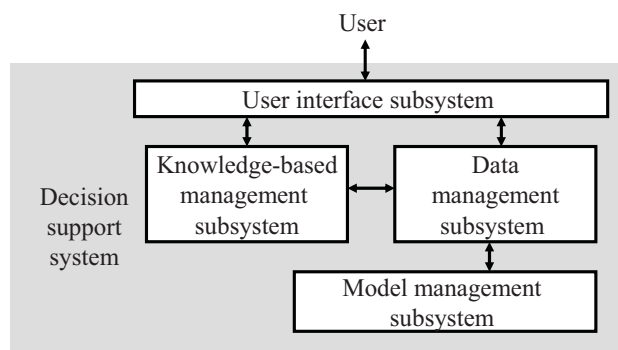 User
User interface subsystem
Knowledge-based
management
subsystem
Data
management
subsystem
Decision
support
system
Model management
subsystem